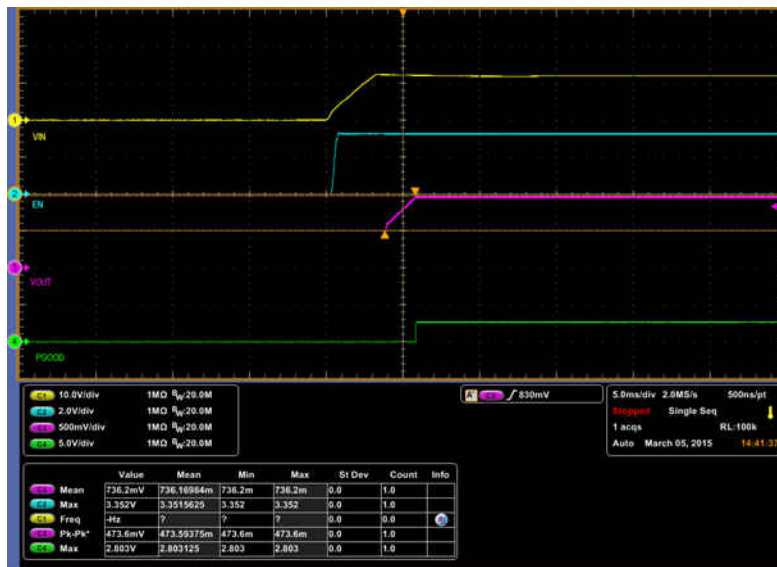 1
VIN
2
EN
3
VOUT
4
PGOOD
C1 10.0V/div 1MΩ BW:20.0M
C2 2.0V/div 1MΩ BW:20.0M
C3 500mV/div 1MΩ BW:20.0M
C4 5.0V/div 1MΩ BW:20.0M
A' C3 830mV
5.0ms/div 2.0MS/s 500ns/pt
Stopped Single Seq
1 acqs RL:100k
Auto March 05, 2015 14:41:37
Value Mean Min Max St Dev Count Info
C3 Mean 736.2mV 736.16984m 736.2m 736.2m 0.0 1.0
C2 Max 3.352V 3.3515625 3.352 3.352 0.0 1.0
C1 Freq -Hz ? ? ? 0.0 0.0
C3 Pk-Pk* 473.6mV 473.59375m 473.6m 473.6m 0.0 1.0
C4 Max 2.803V 2.803125 2.803 2.803 0.0 1.0